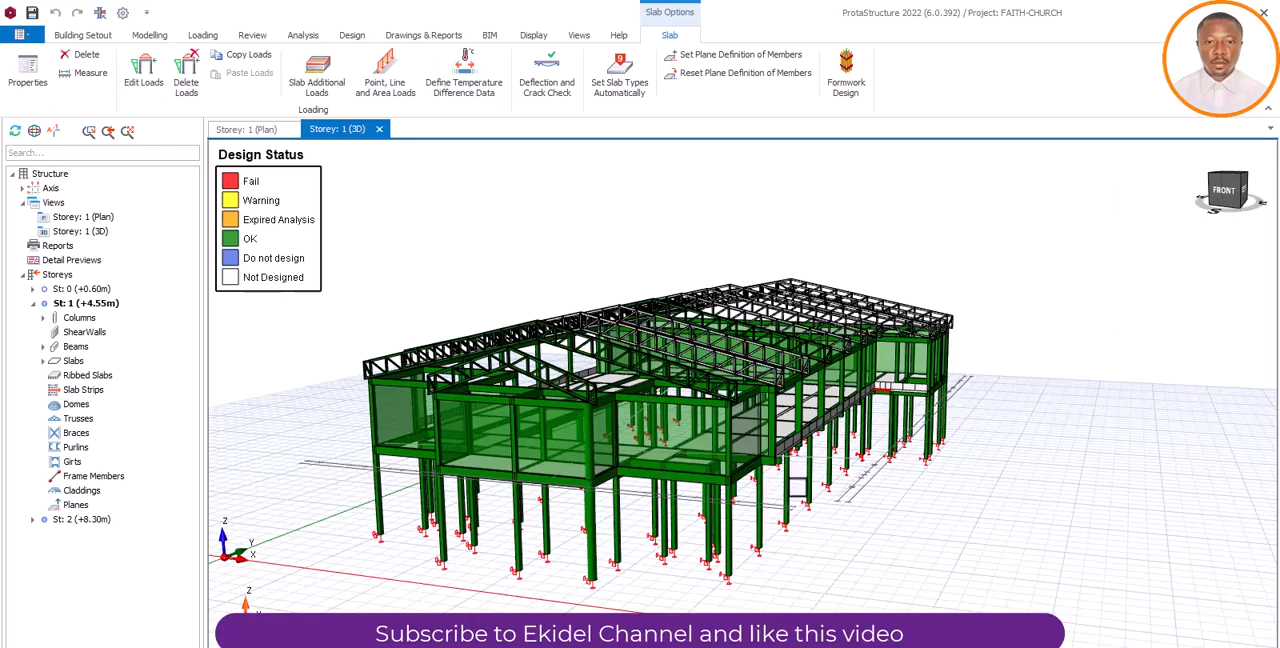 Slab Options
ProtaStructure 2022 (6.0.392) / Project: FAITH-CHURCH
Building Setout Modelling Loading Review Analysis Design Drawings & Reports BIM Display Views Help Slab
Properties
Delete
Measure
Edit Loads
Delete Loads
Copy Loads
Paste Loads
Slab Additional Loads
Point, Line and Area Loads
Define Temperature Difference Data
Loading
Deflection and Crack Check
Set Slab Types Automatically
Set Plane Definition of Members
Reset Plane Definition of Members
Formwork Design
Storey: 1 (Plan) Storey: 1 (3D)
Search...
Structure
Axis
Views
Storey: 1 (Plan)
Storey: 1 (3D)
Reports
Detail Previews
Storeys
St: 0 (+0.60m)
St: 1 (+4.55m)
Columns
ShearWalls
Beams
Slabs
Ribbed Slabs
Slab Strips
Domes
Trusses
Braces
Purlins
Girts
Frame Members
Claddings
Planes
St: 2 (+8.30m)
Design Status
Fail
Warning
Expired Analysis
OK
Do not design
Not Designed
FRONT
S
Z
Y
X
Z
Subscribe to Ekidel Channel and like this video